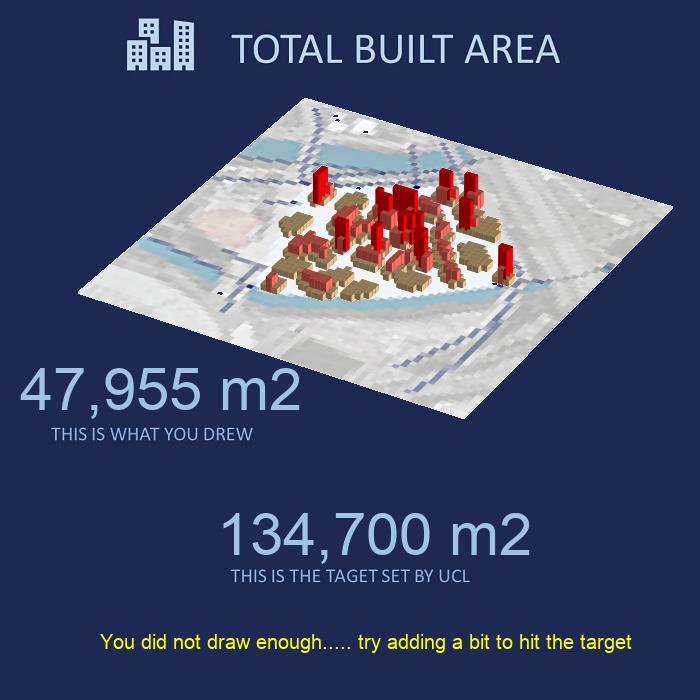 TOTAL BUILT AREA
47,955 m2
THIS IS WHAT YOU DREW
134,700 m2
THIS IS THE TAGET SET BY UCL
You did not draw enough..... try adding a bit to hit the target